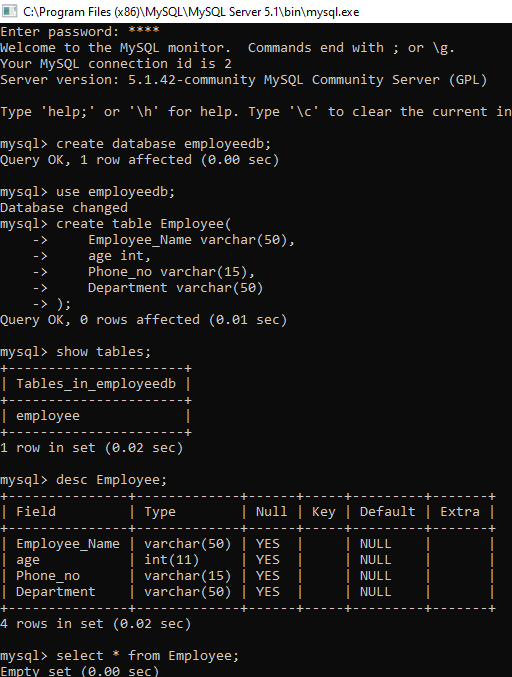 C:\Program Files (x86)\MySQL\MySQL Server 5.1\bin\mysql.exe
Enter password: ****
Welcome to the MySQL monitor.  Commands end with ; or \g.
Your MySQL connection id is 2
Server version: 5.1.42-community MySQL Community Server (GPL)
Type 'help;' or '\h' for help. Type '\c' to clear the current in
mysql> create database employeedb;
Query OK, 1 row affected (0.00 sec)
mysql> use employeedb;
Database changed
mysql> create table Employee(
    ->     Employee_Name varchar(50),
    ->     age int,
    ->     Phone_no varchar(15),
    ->     Department varchar(50)
    -> );
Query OK, 0 rows affected (0.01 sec)
mysql> show tables;
+----------------------+
| Tables_in_employeedb |
+----------------------+
| employee             |
+----------------------+
1 row in set (0.02 sec)
mysql> desc Employee;
+---------------+-------------+------+-----+---------+-------+
| Field         | Type        | Null | Key | Default | Extra |
+---------------+-------------+------+-----+---------+-------+
| Employee_Name | varchar(50) | YES  |     | NULL    |       |
| age           | int(11)     | YES  |     | NULL    |       |
| Phone_no      | varchar(15) | YES  |     | NULL    |       |
| Department    | varchar(50) | YES  |     | NULL    |       |
+---------------+-------------+------+-----+---------+-------+
4 rows in set (0.02 sec)
mysql> select * from Employee;
Empty set (0.00 sec)